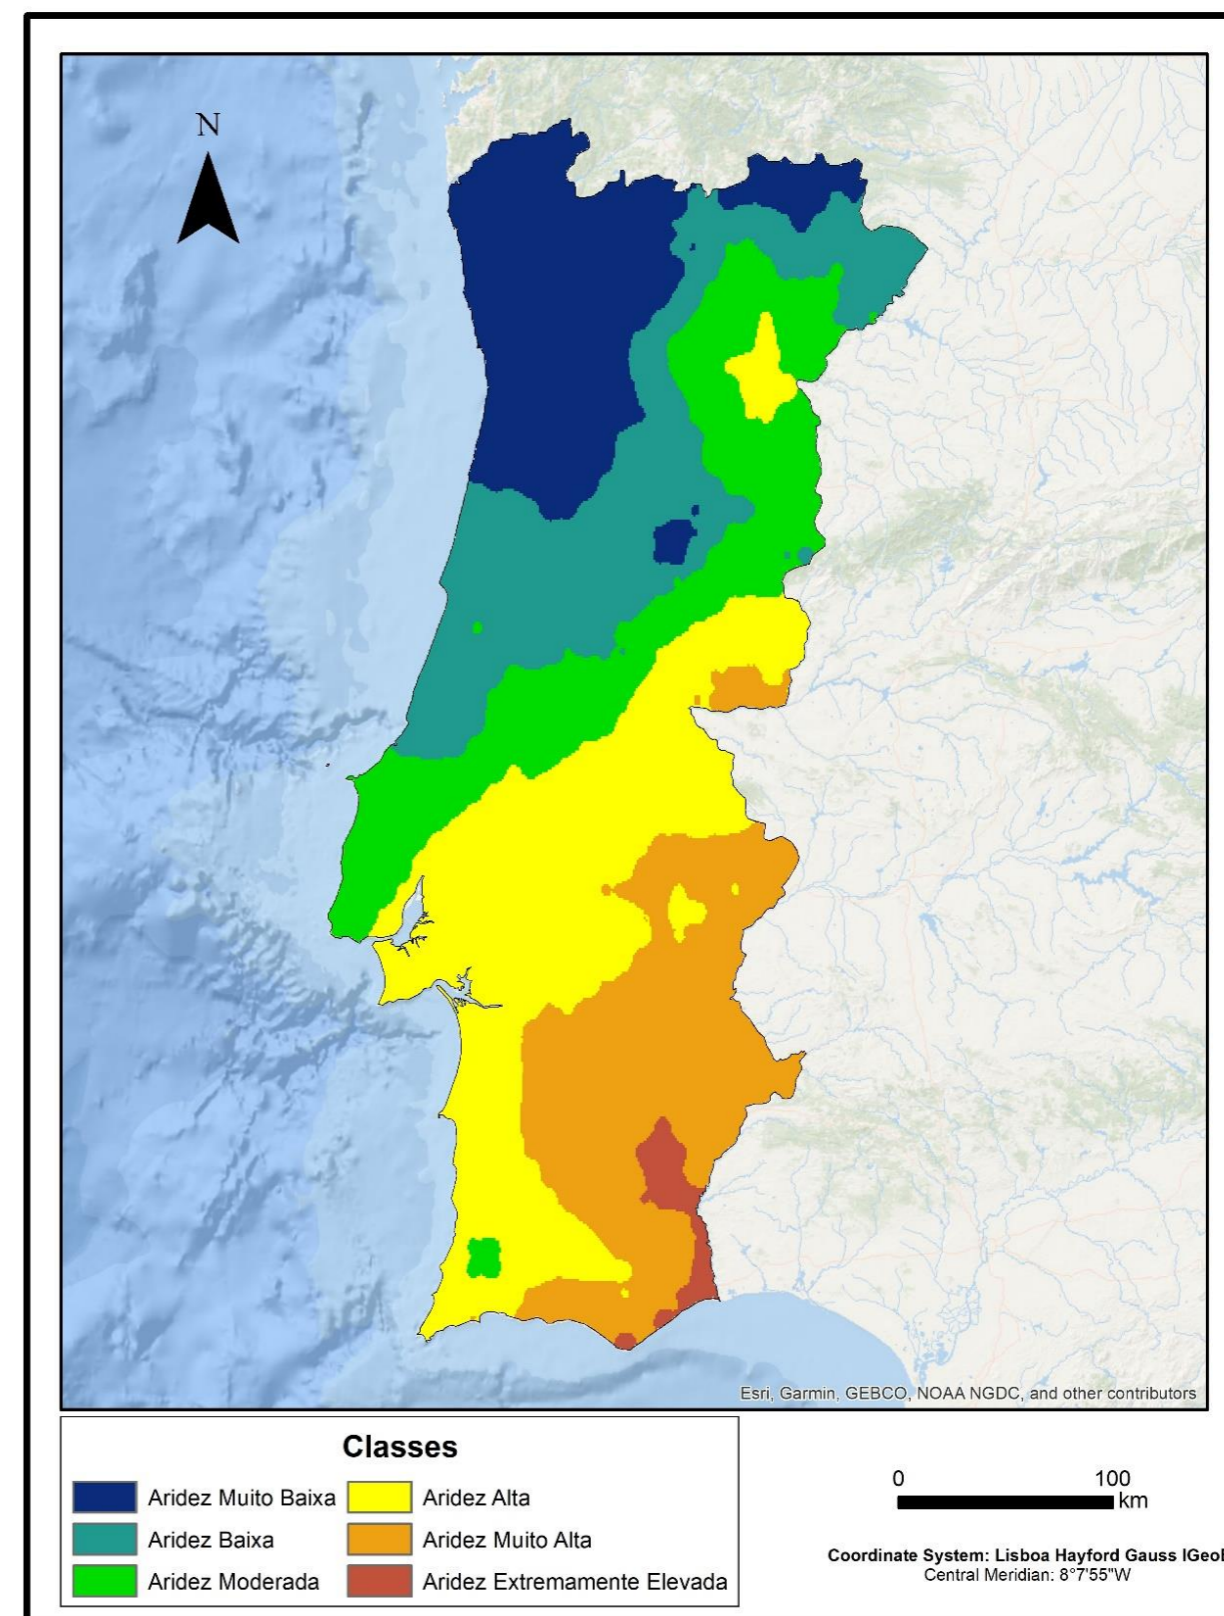 N
Esri, Garmin, GEBCO, NOAA NGDC, and other contributors
Classes
Aridez Muito Baixa
Aridez Baixa
Aridez Moderada
Aridez Alta
Aridez Muito Alta
Aridez Extremamente Elevada
0 100
km
Coordinate System: Lisboa Hayford Gauss IGeoE
Central Meridian: 8°7'55"W